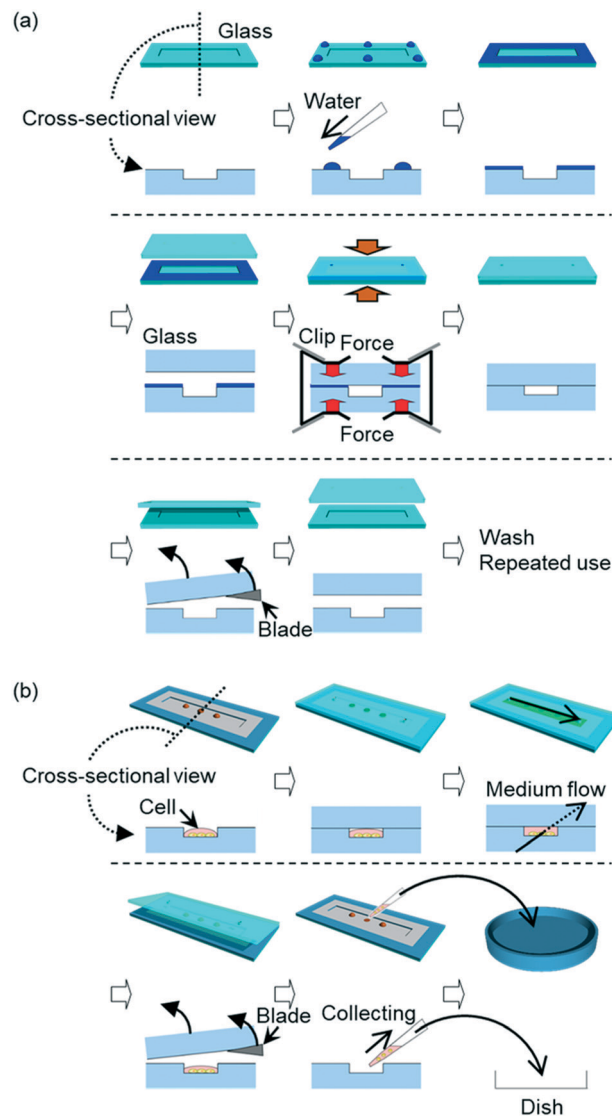 (a)
Glass
Cross-sectional view
Water
Glass
Clip
Force
Force
Blade
Wash
Repeated use
(b)
Cross-sectional view
Cell
Medium flow
Blade
Collecting
Dish